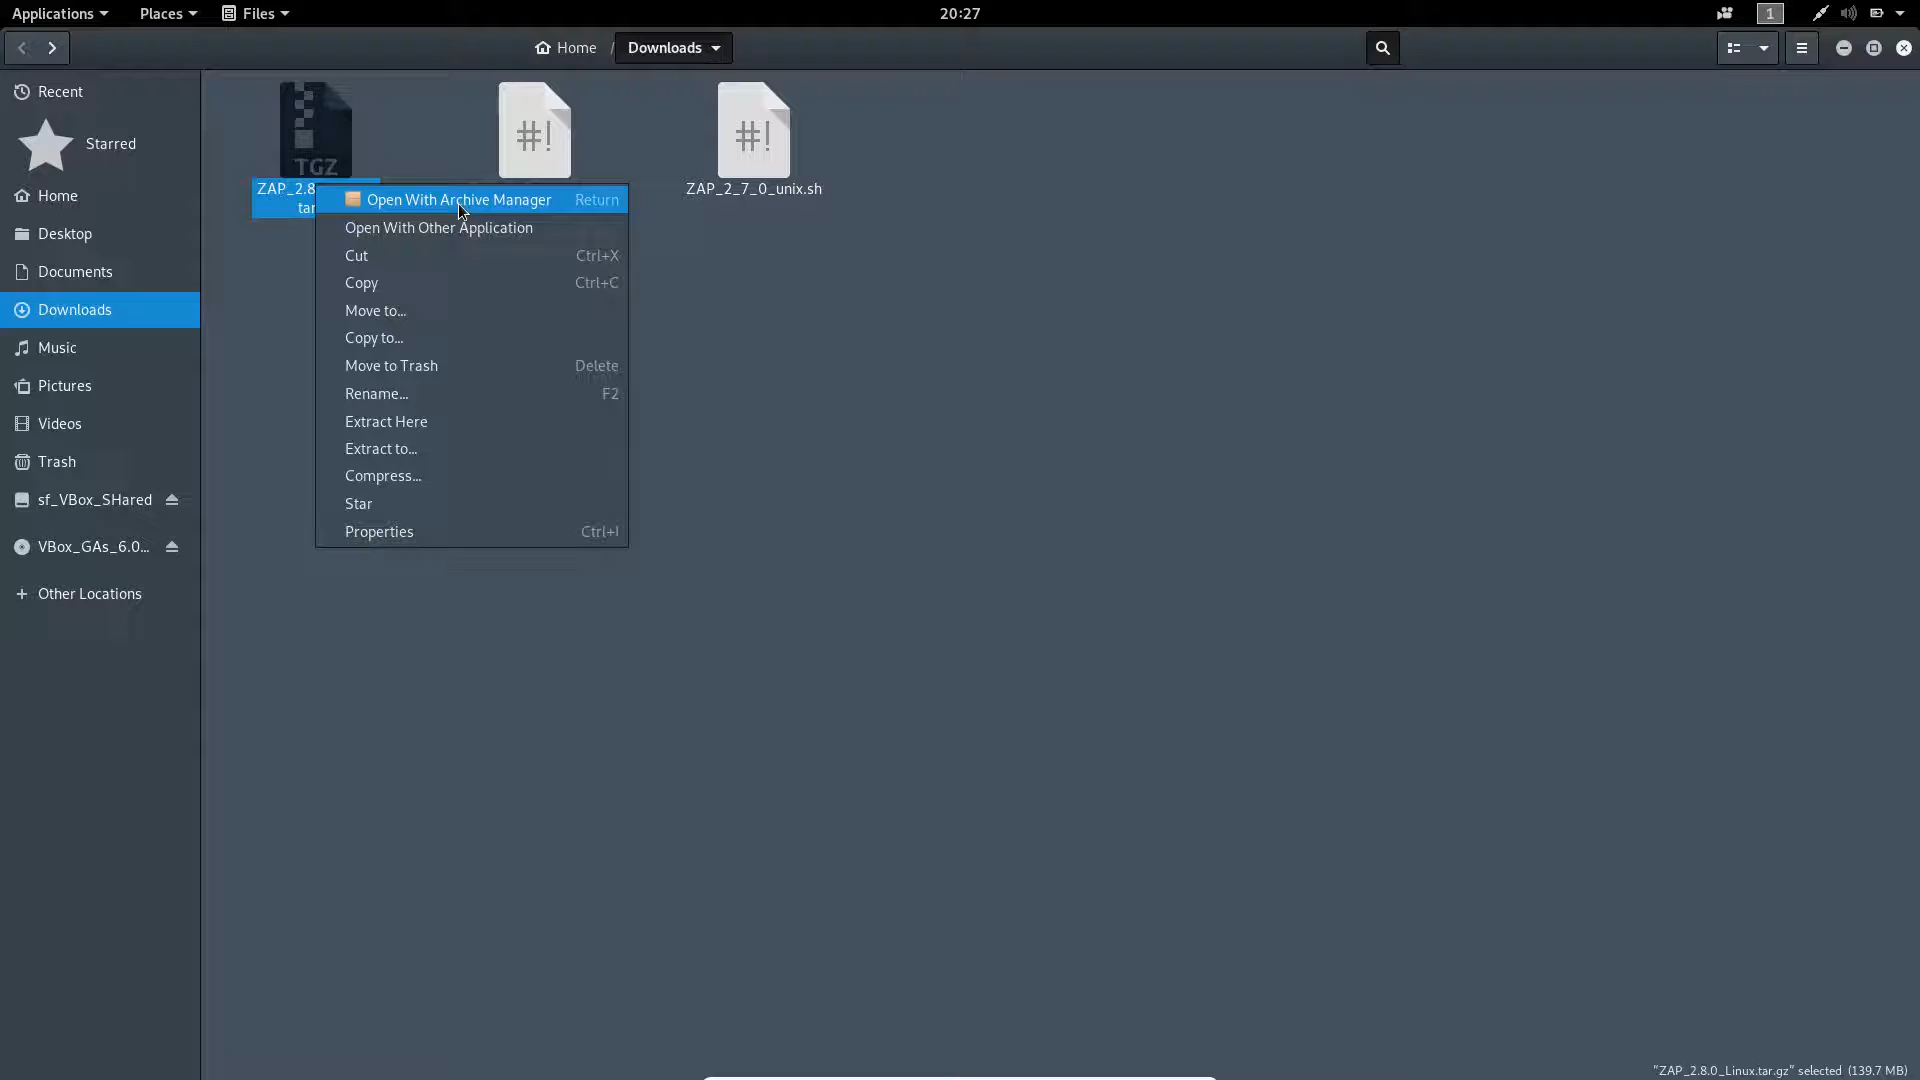 Applications Places Files 20:27 1
Home / Downloads
Recent
Starred
Home
Desktop
Documents
Downloads
Music
Pictures
Videos
Trash
sf_VBox_SHared
VBox_GAs_6.0...
+ Other Locations
TGZ
#!
#!
ZAP_2.8
tar
ZAP_2_7_0_unix.sh
Open With Archive Manager Return
Open With Other Application
Cut Ctrl+X
Copy Ctrl+C
Move to...
Copy to...
Move to Trash Delete
Rename... F2
Extract Here
Extract to...
Compress...
Star
Properties Ctrl+I
"ZAP_2.8.0_Linux.tar.gz" selected (139.7 MB)